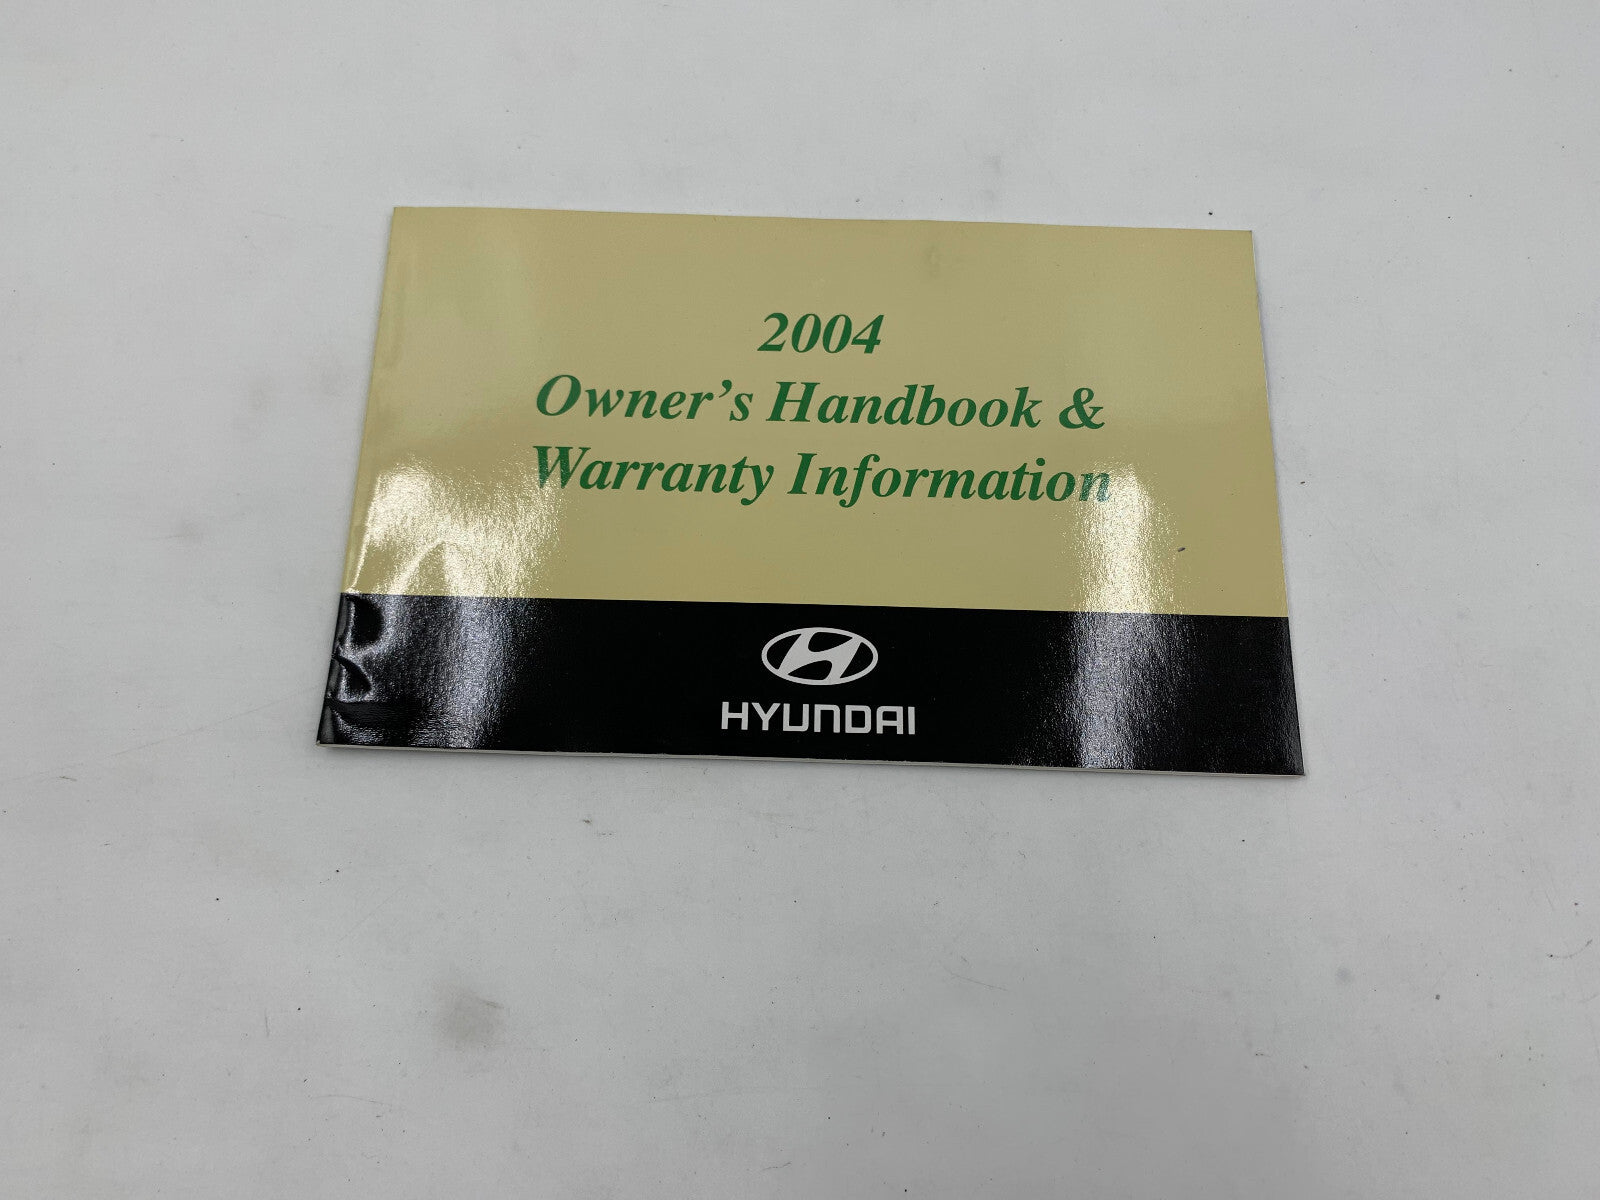 2004
Owner's Handbook &
Warranty Information
HYUNDAI